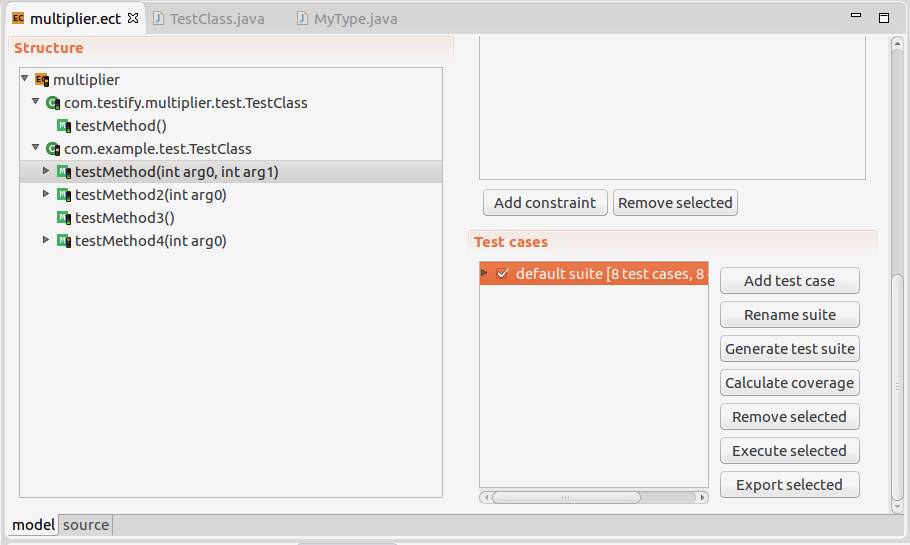 multiplier.ect
TestClass.java
MyType.java
Structure
multiplier
com.testify.multiplier.test.TestClass
testMethod()
com.example.test.TestClass
testMethod(int arg0, int arg1)
testMethod2(int arg0)
testMethod3()
testMethod4(int arg0)
Add constraint
Remove selected
Test cases
default suite [8 test cases, 8
Add test case
Rename suite
Generate test suite
Calculate coverage
Remove selected
Execute selected
Export selected
model
source